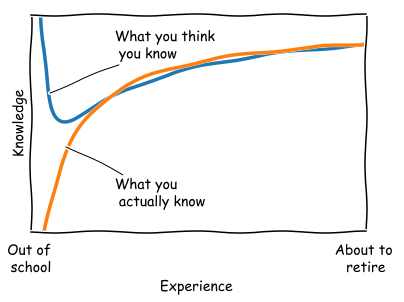 What you think
you know
Knowledge
What you
actually know
Out of
school
About to
retire
Experience